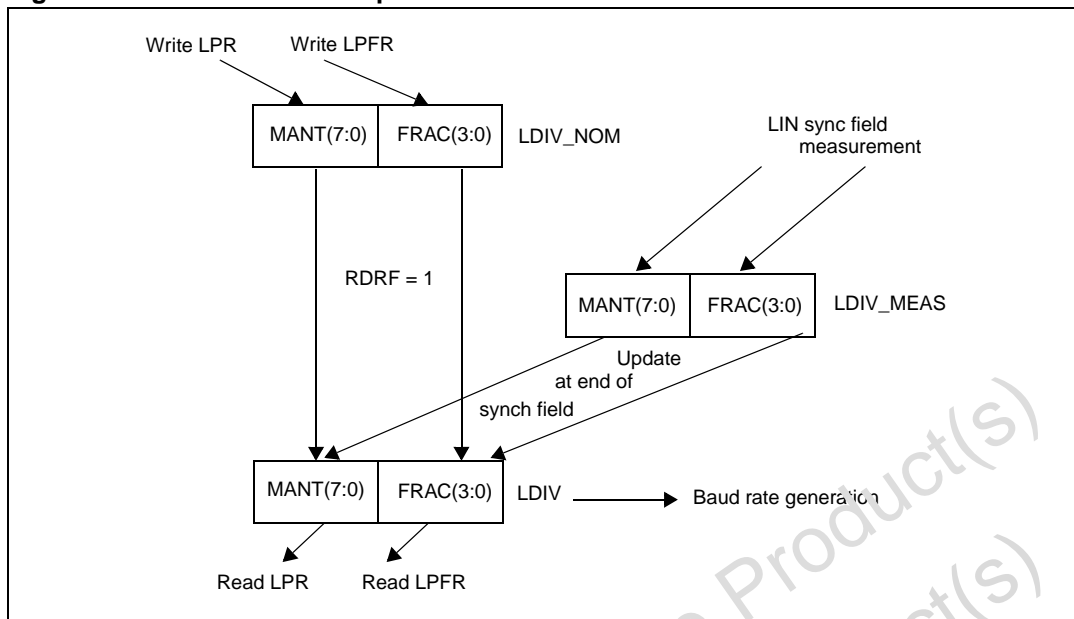 Write LPR
Write LPFR
MANT(7:0)
FRAC(3:0)
LDIV_NOM
LIN sync field
measurement
RDRF = 1
MANT(7:0)
FRAC(3:0)
LDIV_MEAS
Update
at end of
synch field
MANT(7:0)
FRAC(3:0)
LDIV
Baud rate generation
Read LPR
Read LPFR
Product(s)